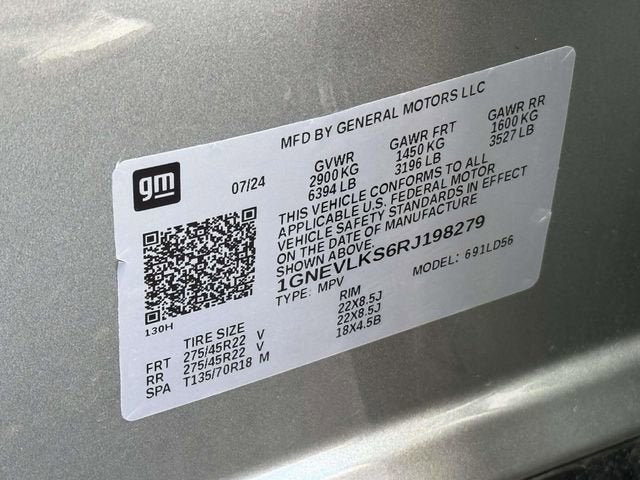 MFD BY GENERAL MOTORS LLC
gm
07/24
GVWR GAWR FRT GAWR RR
2900 KG 1450 KG 1600 KG
6394 LB 3196 LB 3527 LB
THIS VEHICLE CONFORMS TO ALL
APPLICABLE U.S. FEDERAL MOTOR
VEHICLE SAFETY STANDARDS IN EFFECT
ON THE DATE OF MANUFACTURE
SHOWN ABOVE.
1GNEVLKS6RJ198279
TYPE: MPV MODEL: 691LD56
130H
TIRE SIZE RIM
FRT 275/45R22 V 22X8.5J
RR 275/45R22 V 22X8.5J
SPA T135/70R18 M 18X4.5B